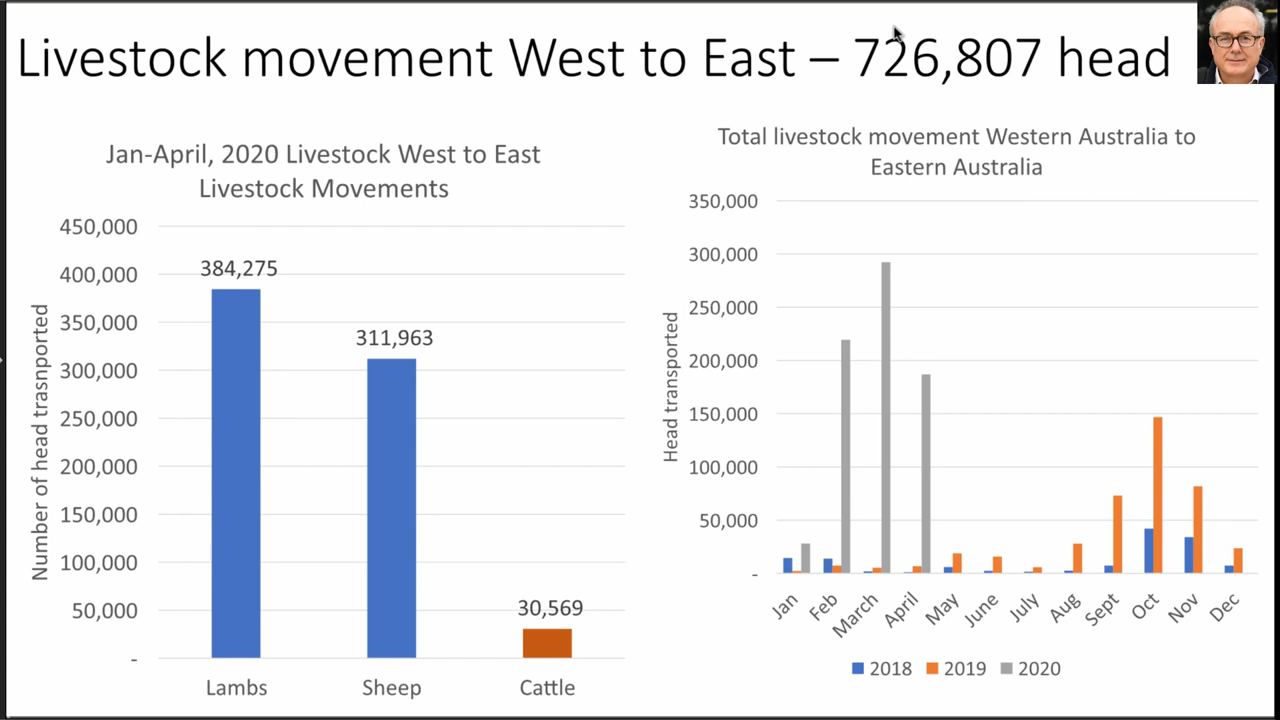 Livestock movement West to East – 726,807 head
Jan-April, 2020 Livestock West to East
Livestock Movements
Number of head trasnported
450,000
400,000
350,000
300,000
250,000
200,000
150,000
100,000
50,000
-
384,275
311,963
30,569
Lambs
Sheep
Cattle
Total livestock movement Western Australia to
Eastern Australia
Head transported
350,000
300,000
250,000
200,000
150,000
100,000
50,000
-
Jan
Feb
March
April
May
June
July
Aug
Sept
Oct
Nov
Dec
2018
2019
2020